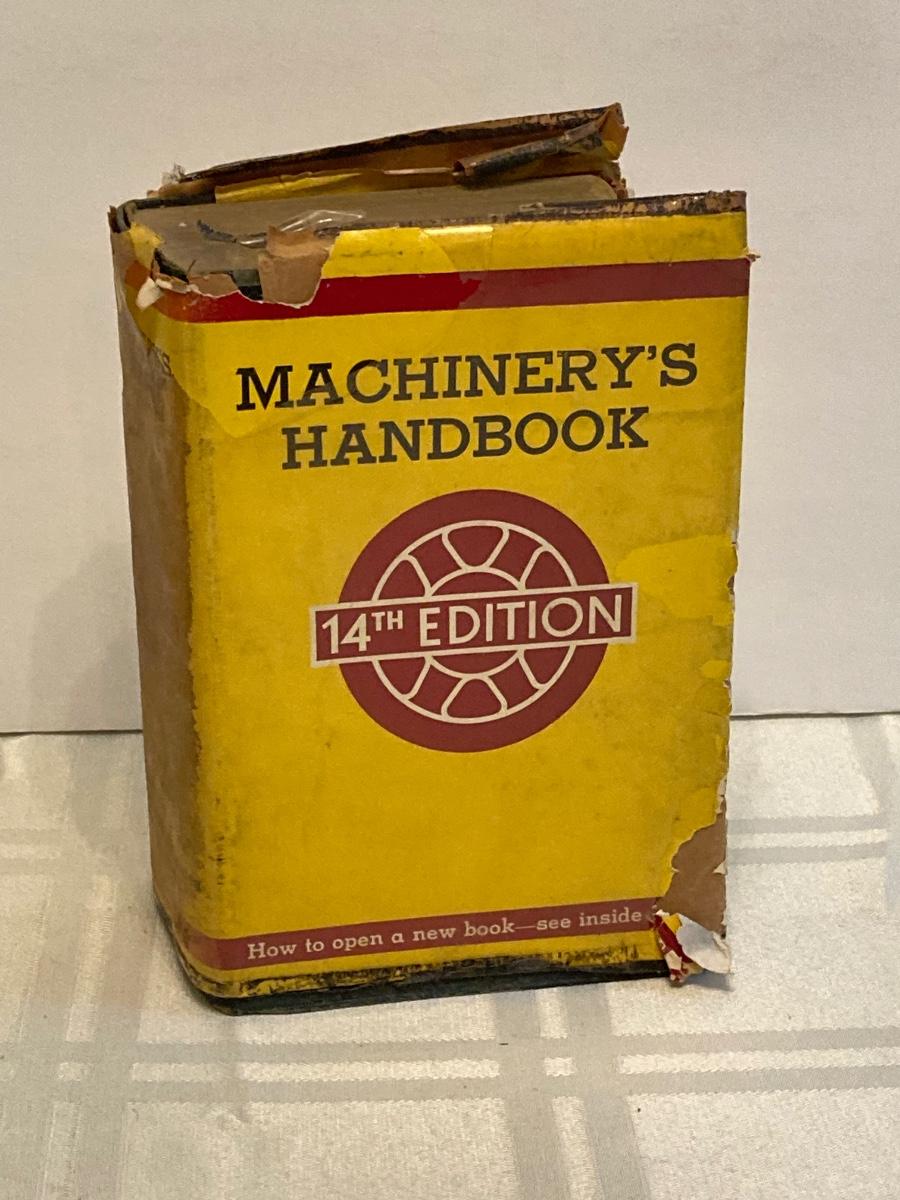 MACHINERY'S
HANDBOOK
14TH EDITION
How to open a new book—see inside